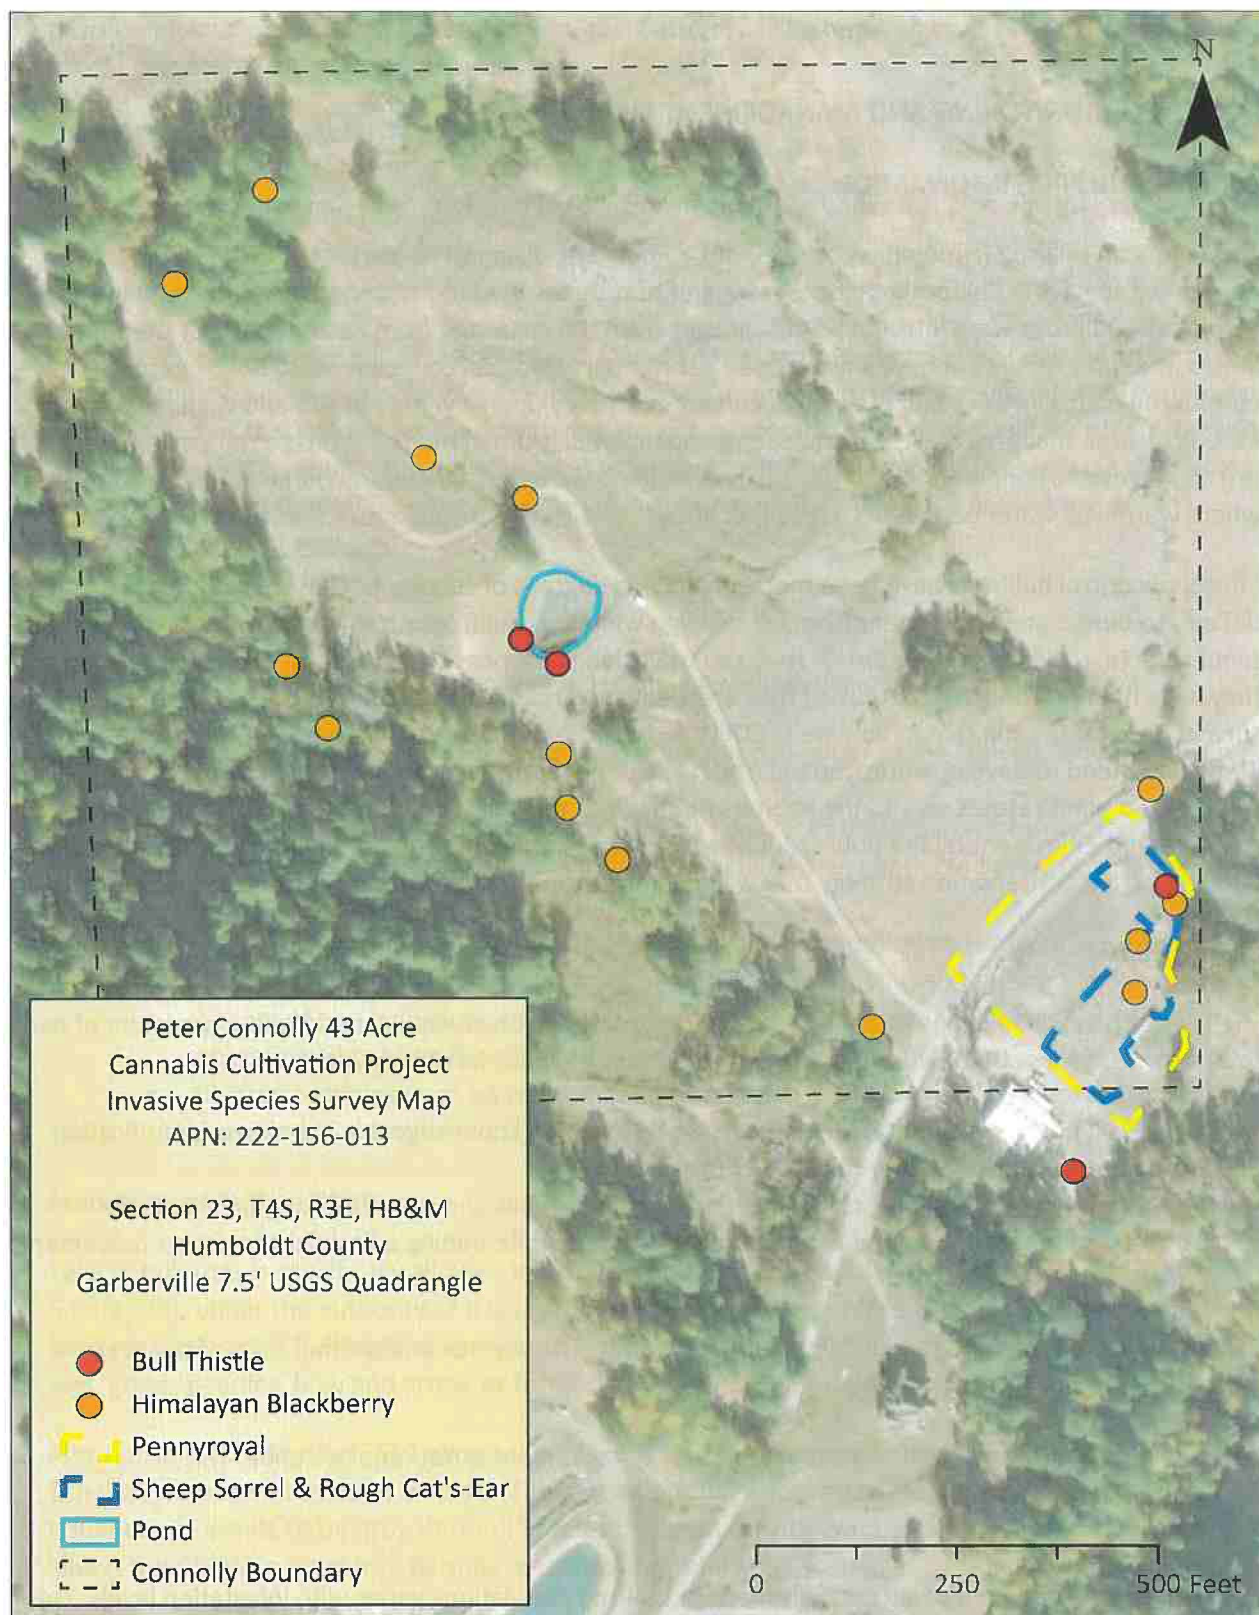 N
Peter Connolly 43 Acre
Cannabis Cultivation Project
Invasive Species Survey Map
APN: 222-156-013
Section 23, T4S, R3E, HB&M
Humboldt County
Garberville 7.5' USGS Quadrangle
Bull Thistle
Himalayan Blackberry
Pennyroyal
Sheep Sorrel & Rough Cat's-Ear
Pond
Connolly Boundary
0 250 500 Feet